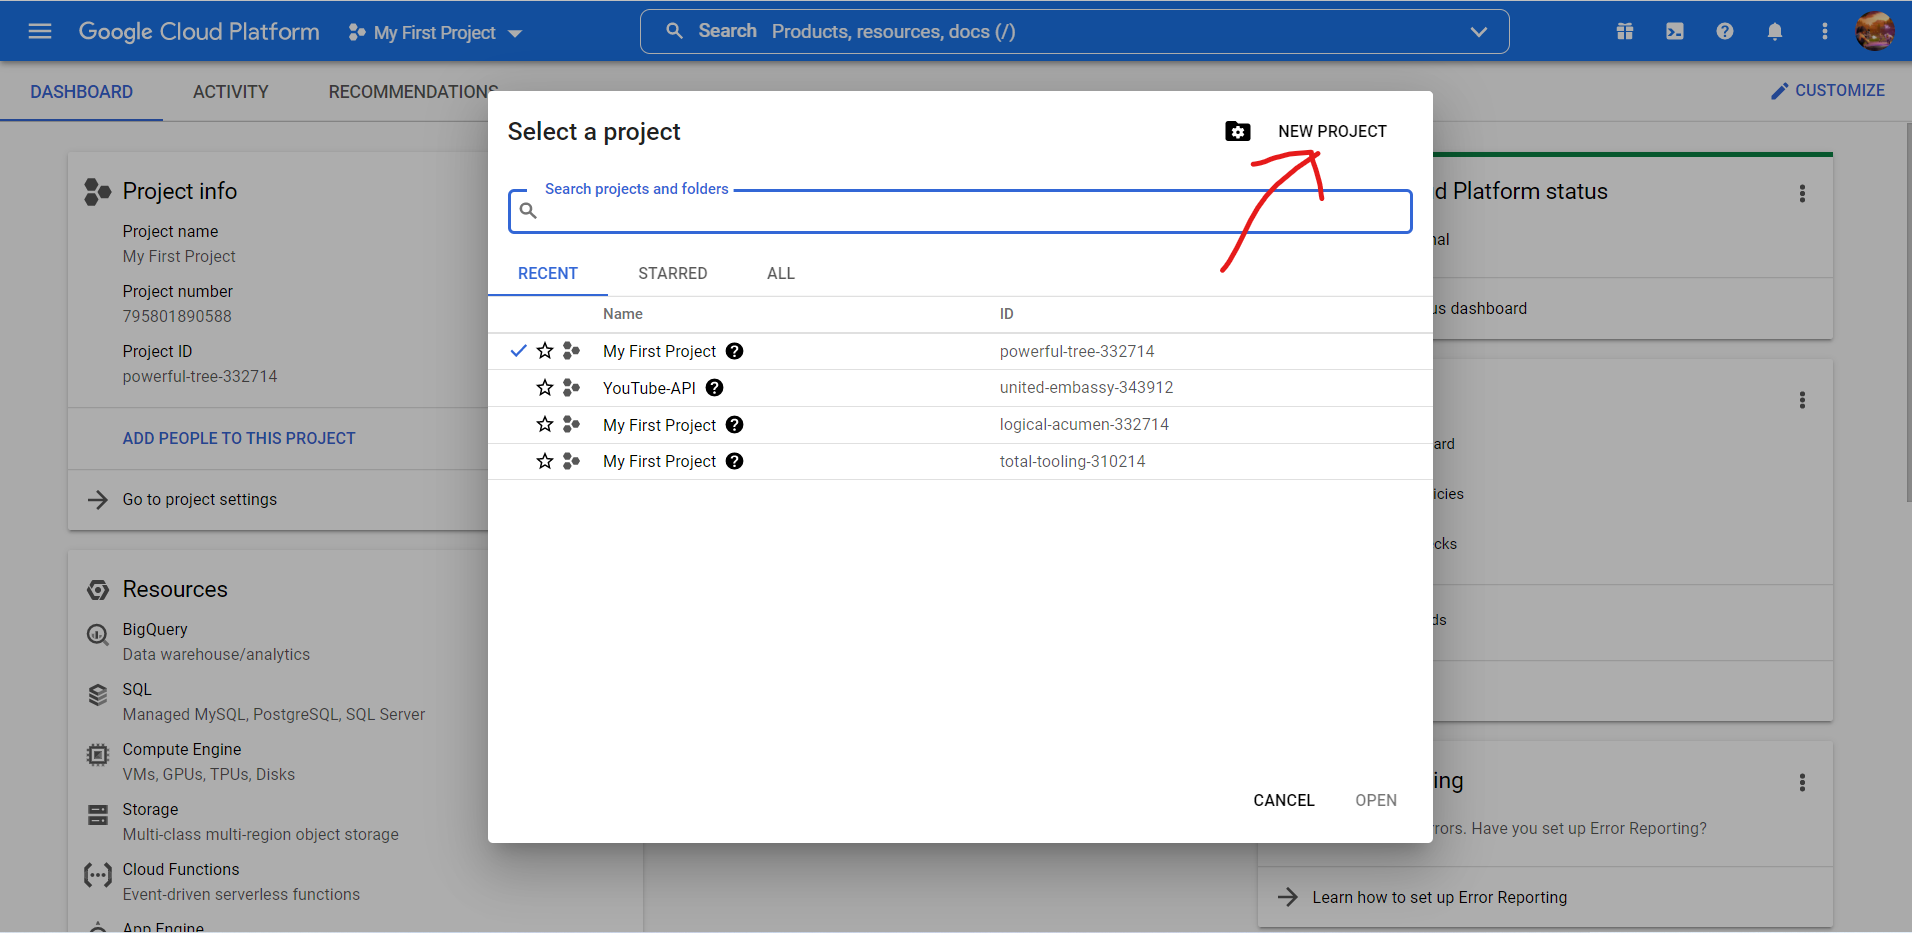 Google Cloud Platform
My First Project
Search Products, resources, docs (/)
DASHBOARD
ACTIVITY
RECOMMENDATIONS
CUSTOMIZE
Project info
Project name
My First Project
Project number
795801890588
Project ID
powerful-tree-332714
ADD PEOPLE TO THIS PROJECT
Go to project settings
Resources
BigQuery
Data warehouse/analytics
SQL
Managed MySQL, PostgreSQL, SQL Server
Compute Engine
VMs, GPUs, TPUs, Disks
Storage
Multi-class multi-region object storage
Cloud Functions
Event-driven serverless functions
App Engine
Select a project
NEW PROJECT
Search projects and folders
RECENT
STARRED
ALL
Name ID
My First Project powerful-tree-332714
YouTube-API united-embassy-343912
My First Project logical-acumen-332714
My First Project total-tooling-310214
CANCEL
OPEN
d Platform status
nal
us dashboard
ard
icies
cks
ds
ing
rors. Have you set up Error Reporting?
Learn how to set up Error Reporting